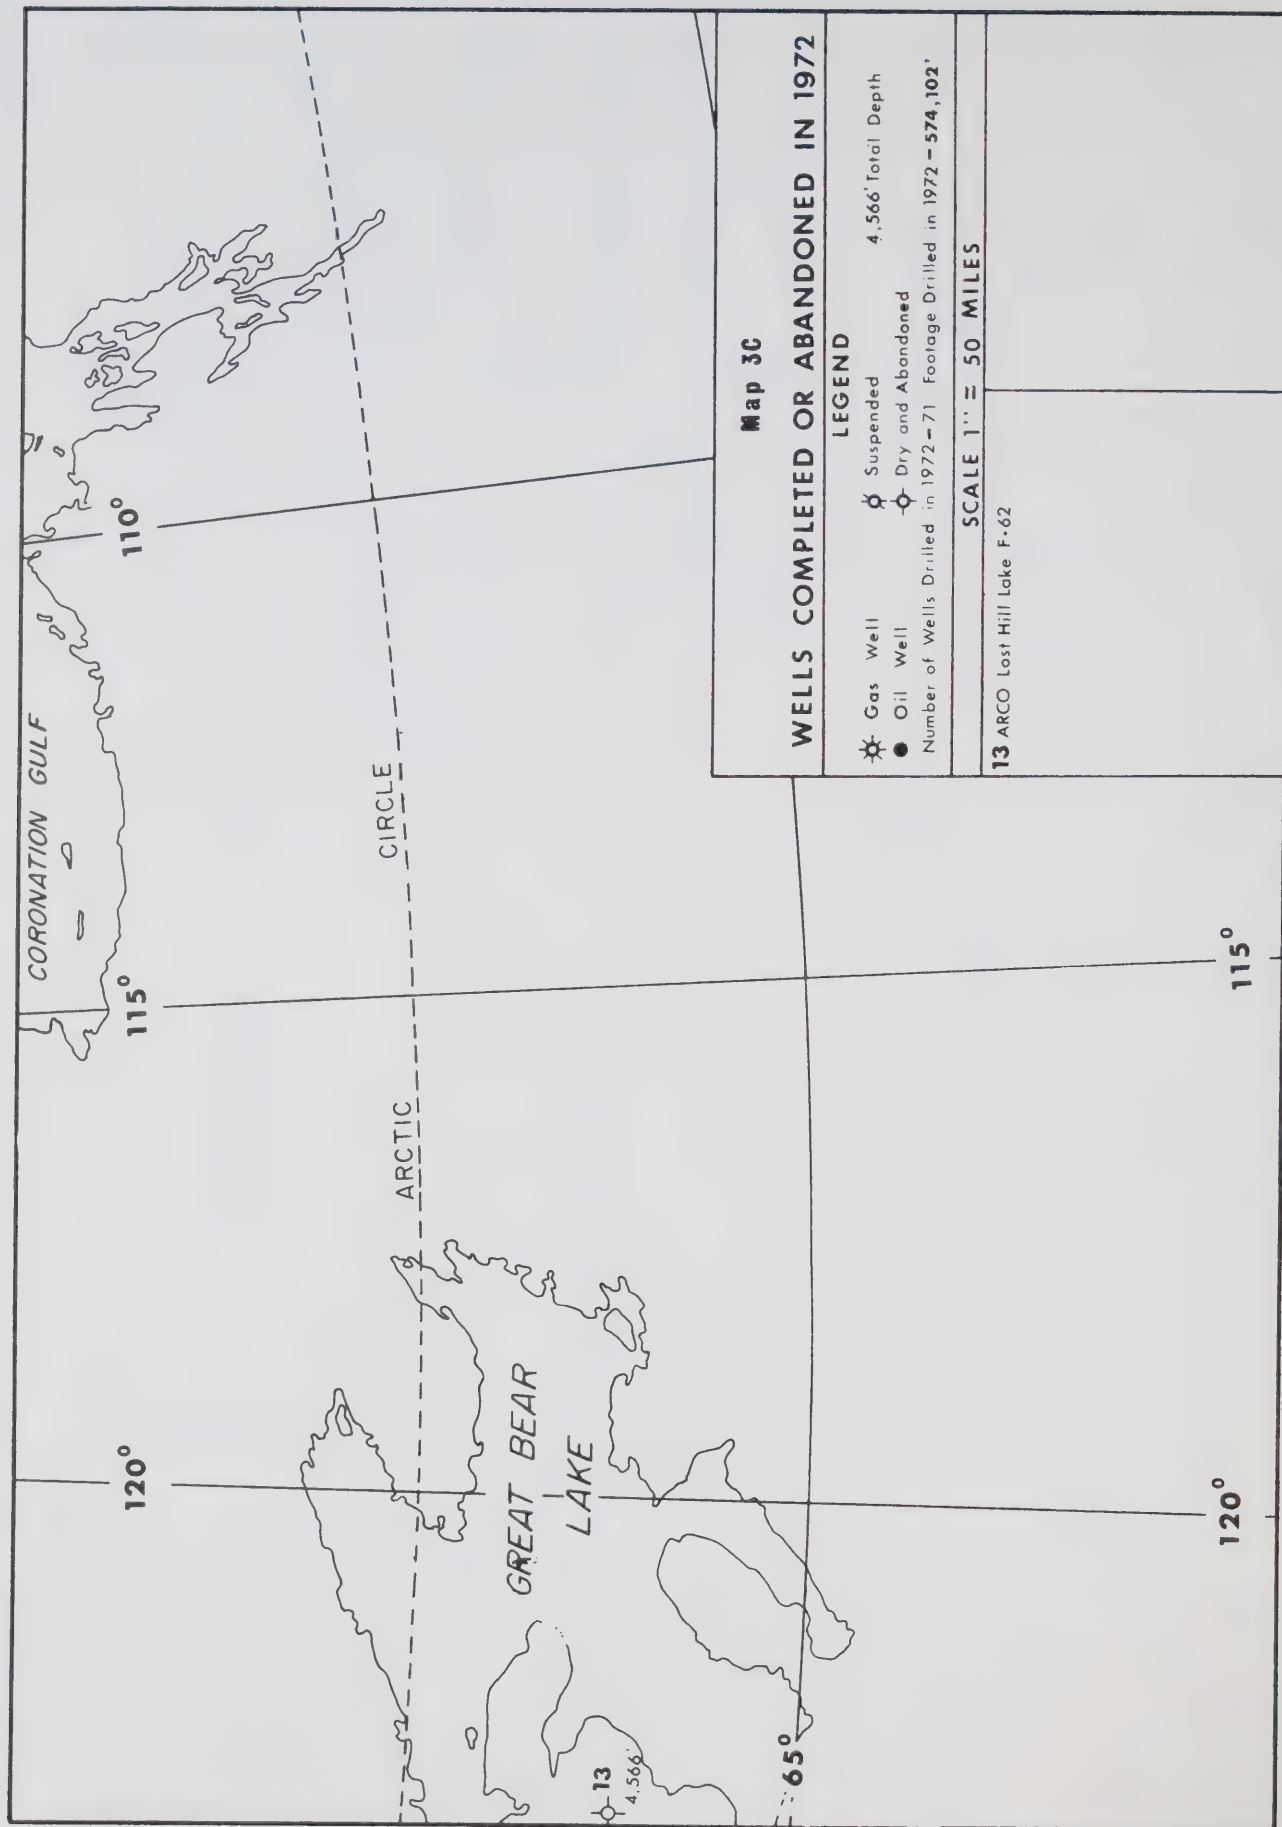 CORONATION GULF
120°
115°
110°
ARCTIC CIRCLE
GREAT BEAR
LAKE
13
4,566'
65°
120°
115°
Map 3C
WELLS COMPLETED OR ABANDONED IN 1972
LEGEND
Gas Well Suspended 4,566' Total Depth
Oil Well Dry and Abandoned
Number of Wells Drilled in 1972-71 Footage Drilled in 1972-574,102'
SCALE 1'' = 50 MILES
13 ARCO Lost Hill Lake F-62